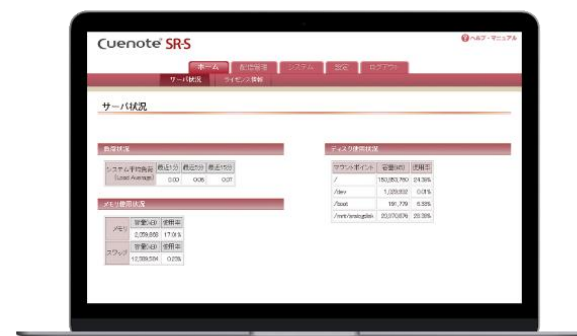 Cuenote SR-S
ヘルプ・マニュアル
ホーム 配信管理 システム 設定 ログアウト
サーバ状況 ライセンス情報
サーバ状況
負荷状況
システム平均負荷 (Load Average) 最近1分 最近5分 最近15分
0.00 0.06 0.01
メモリ使用状況
メモリ 容量(kB) 使用率
17.01%
スワップ 容量(kB) 使用率
ディスク使用状況
マウントポイント 容量(kB) 使用率
/
/dev 0.01%
/boot
/mnt/analogdisk